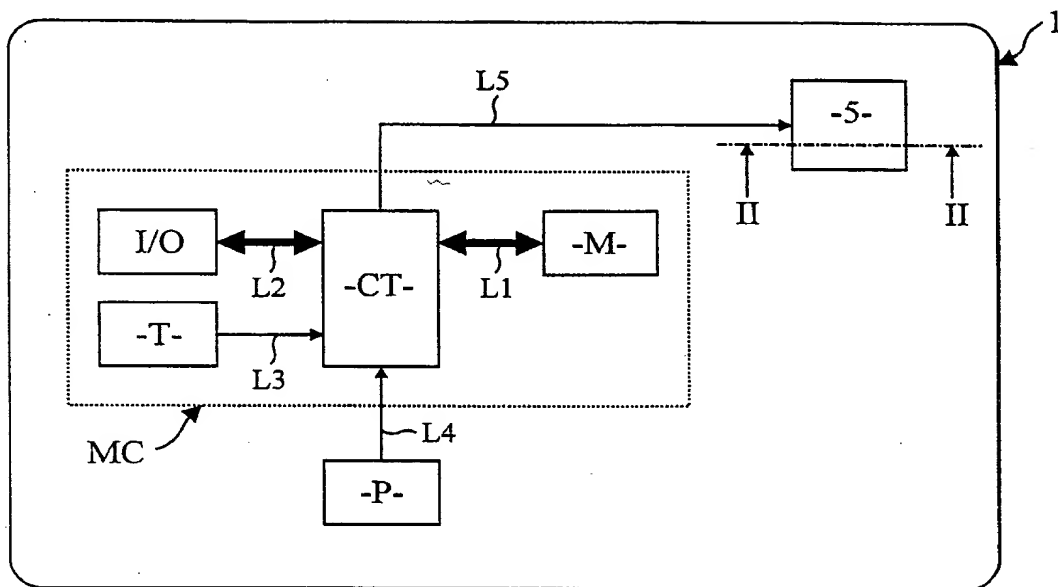 1
L5
-5-
II
II
I/O
-M-
L2
-CT-
L1
-T-
L3
MC
L4
-P-